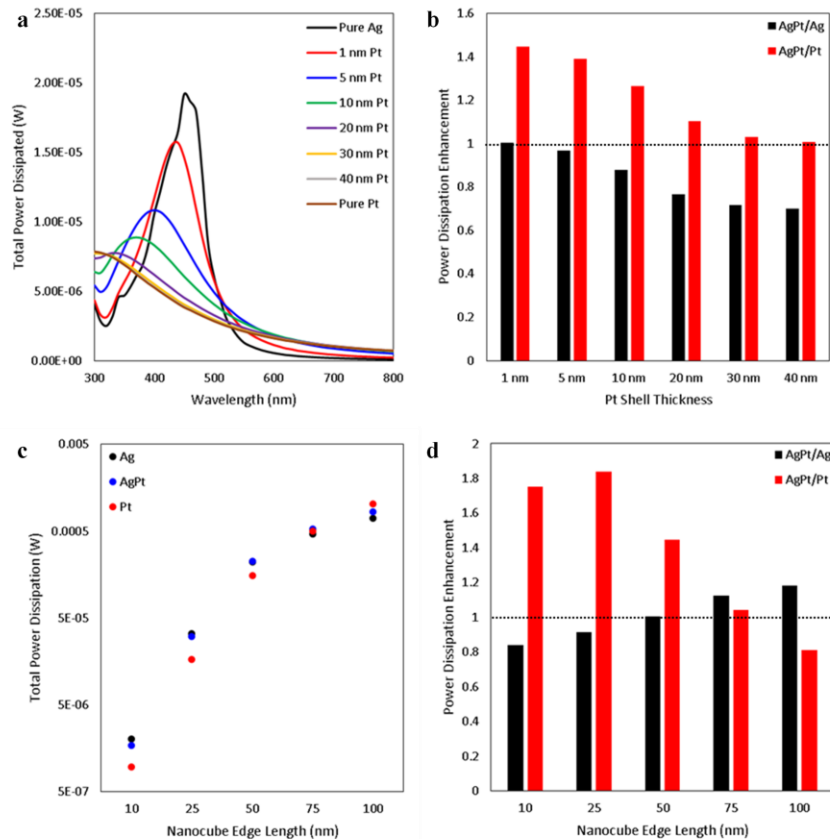 a
2.50E-05
2.00E-05
1.50E-05
1.00E-05
5.00E-06
0.00E+00
Total Power Dissipated (W)
300 400 500 600 700 800
Wavelength (nm)
Pure Ag
1 nm Pt
5 nm Pt
10 nm Pt
20 nm Pt
30 nm Pt
40 nm Pt
Pure Pt
b
1.6
1.4
1.2
1
0.8
0.6
0.4
0.2
0
Power Dissipation Enhancement
1 nm 5 nm 10 nm 20 nm 30 nm 40 nm
Pt Shell Thickness
AgPt/Ag
AgPt/Pt
c
0.005
0.0005
5E-05
5E-06
5E-07
Total Power Dissipation (W)
10 25 50 75 100
Nanocube Edge Length (nm)
Ag
AgPt
Pt
d
2
1.8
1.6
1.4
1.2
1
0.8
0.6
0.4
0.2
0
Power Dissipation Enhancement
10 25 50 75 100
Nanocube Edge Length (nm)
AgPt/Ag
AgPt/Pt